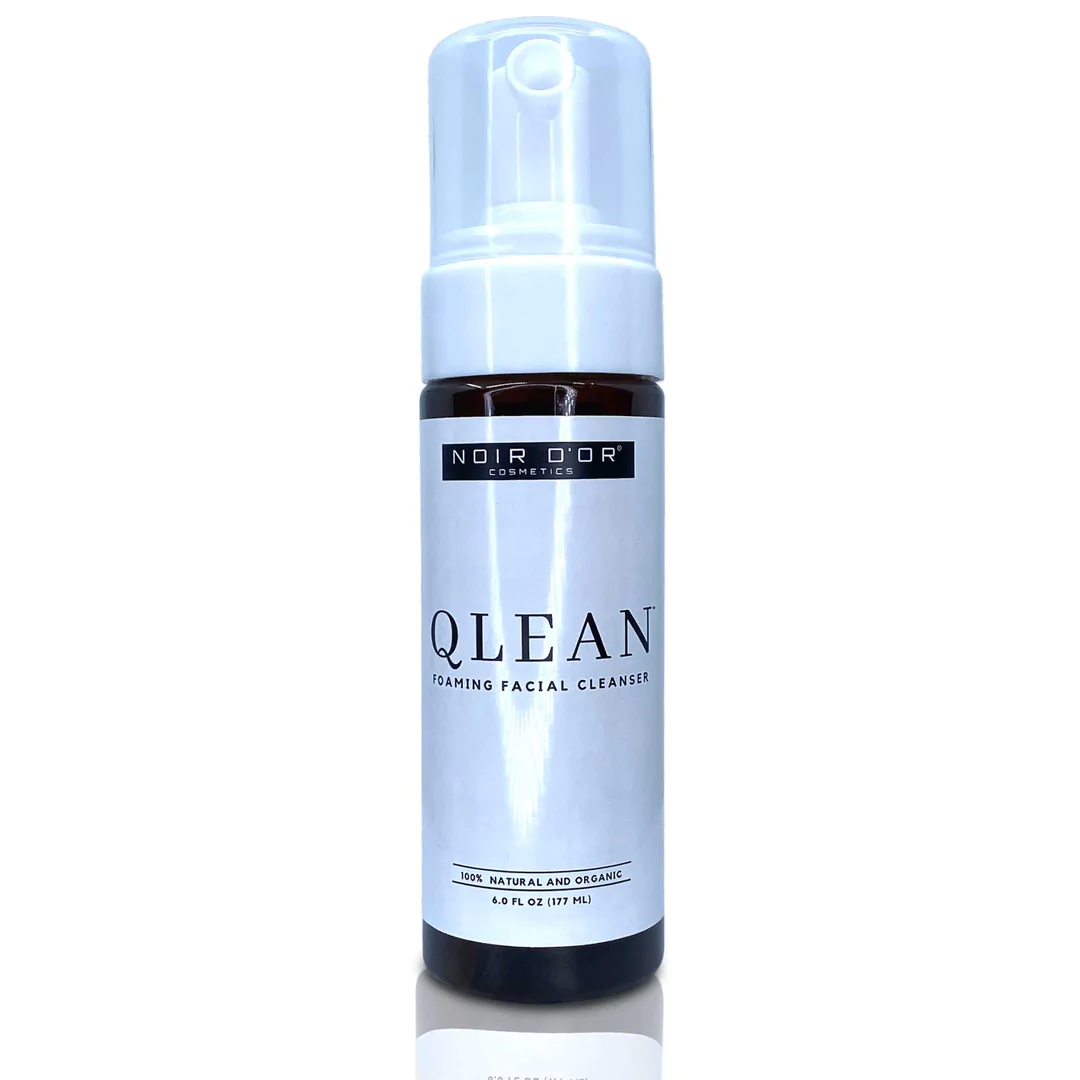 NOIR D'OR®
COSMETICS
QLEAN™
FOAMING FACIAL CLEANSER
100% NATURAL AND ORGANIC
6.0 FL OZ (177 ML)